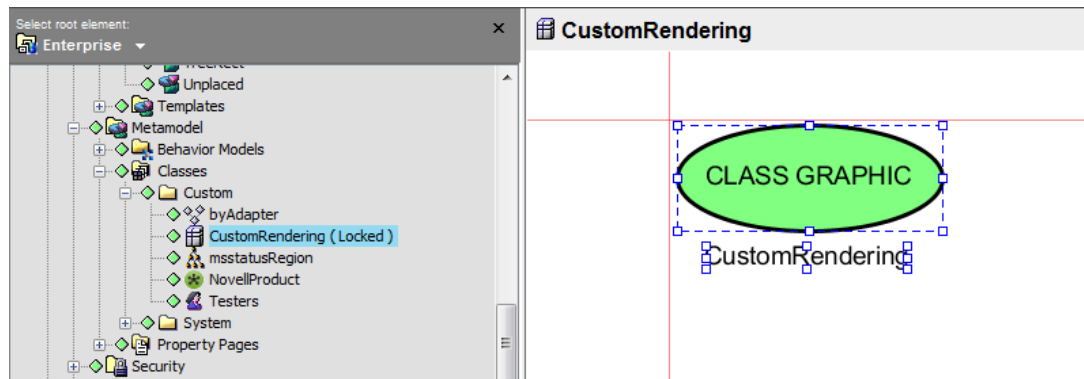 Select root element:
Enterprise
CustomRendering
Unplaced
Templates
Metamodel
Behavior Models
Classes
Custom
byAdapter
CustomRendering ( Locked )
msstatusRegion
NovellProduct
Testers
System
Property Pages
Security
CLASS GRAPHIC
CustomRendering